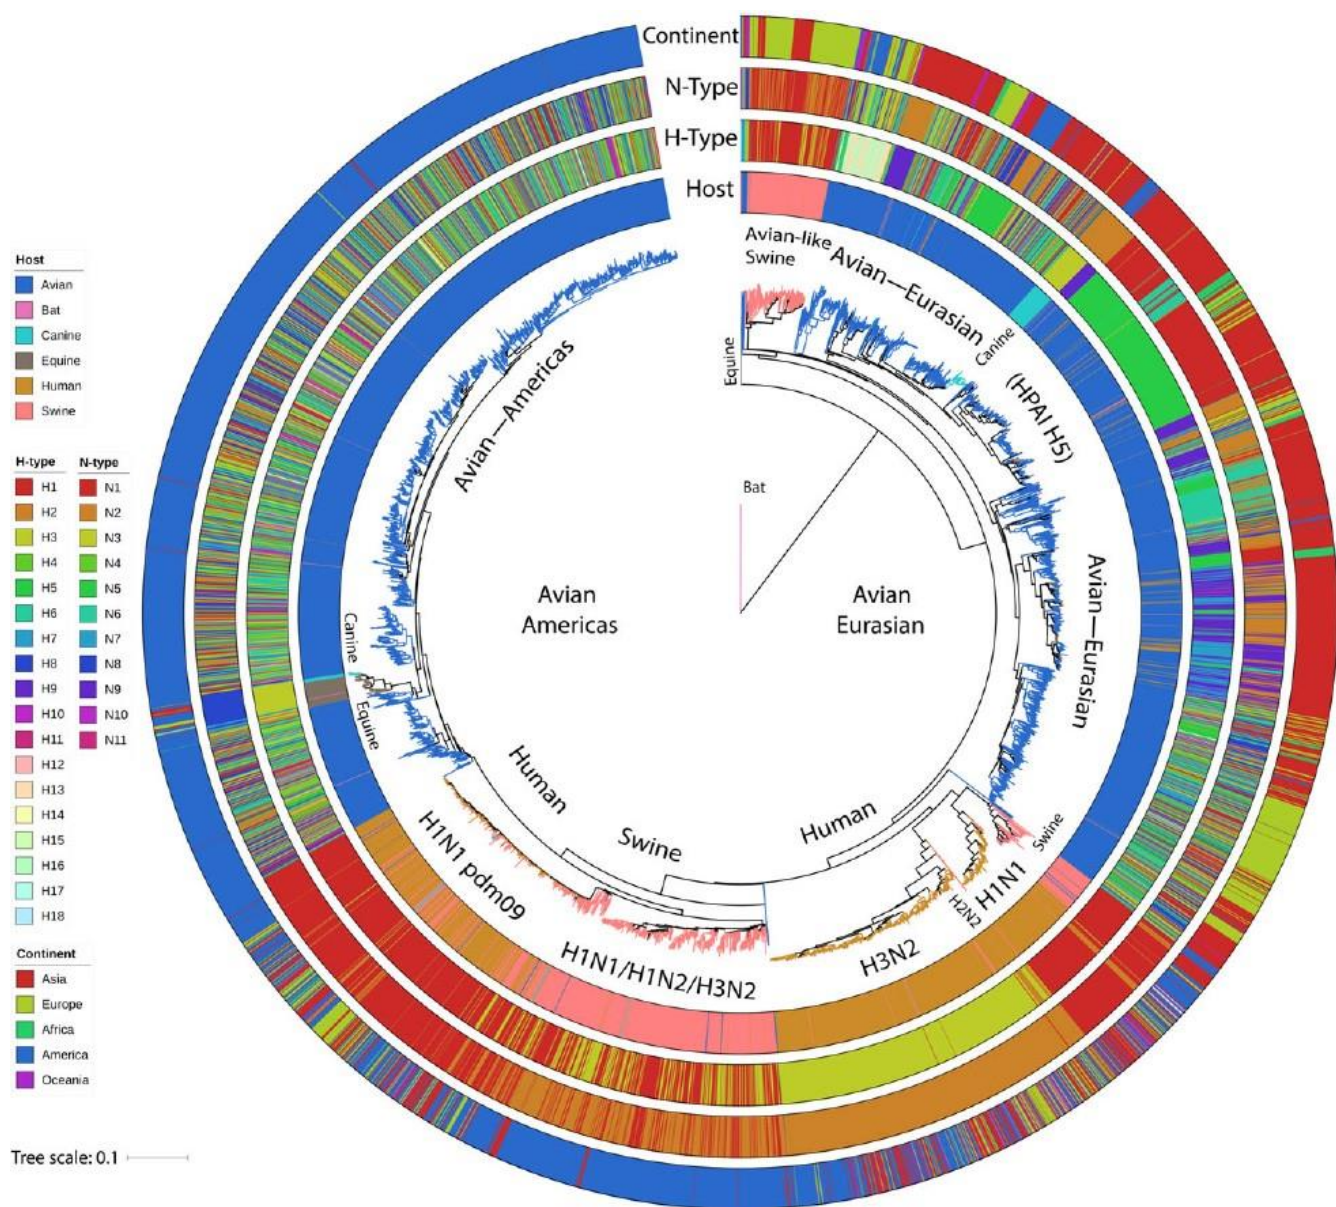 Continent
N-Type
H-Type
Host
Avian-like
Swine
Avian—Eurasian
Canine
(HPAI H5)
Equine
Bat
Avian—Americas
Avian
Americas
Avian
Eurasian
Avian—Eurasian
Canine
Equine
Human
H1N1 pdm09
Swine
H1N1/H1N2/H3N2
Human
H3N2
H2N2
H1N1
Swine
Host
Avian
Bat
Canine
Equine
Human
Swine
H-type N-type
H1 N1
H2 N2
H3 N3
H4 N4
H5 N5
H6 N6
H7 N7
H8 N8
H9 N9
H10 N10
H11 N11
H12
H13
H14
H15
H16
H17
H18
Continent
Asia
Europe
Africa
America
Oceania
Tree scale: 0.1